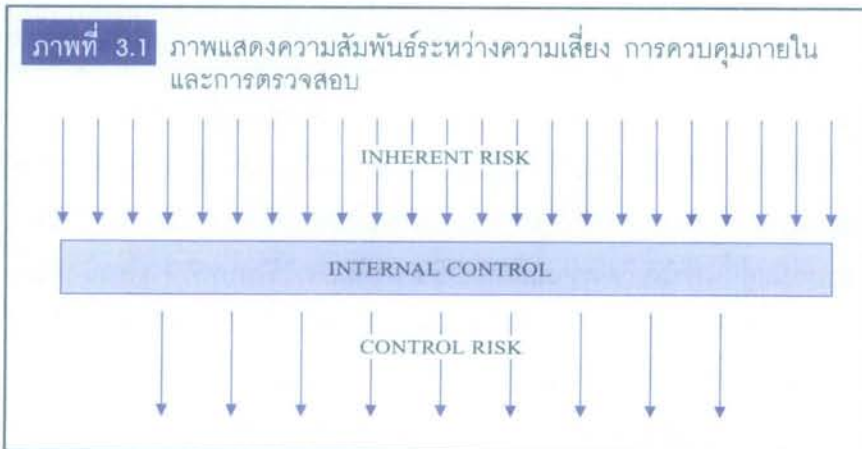 ภาพที่ 3.1 ภาพแสดงความสัมพันธ์ระหว่างความเสี่ยง การควบคุมภายใน
และการตรวจสอบ
INHERENT RISK
INTERNAL CONTROL
CONTROL RISK